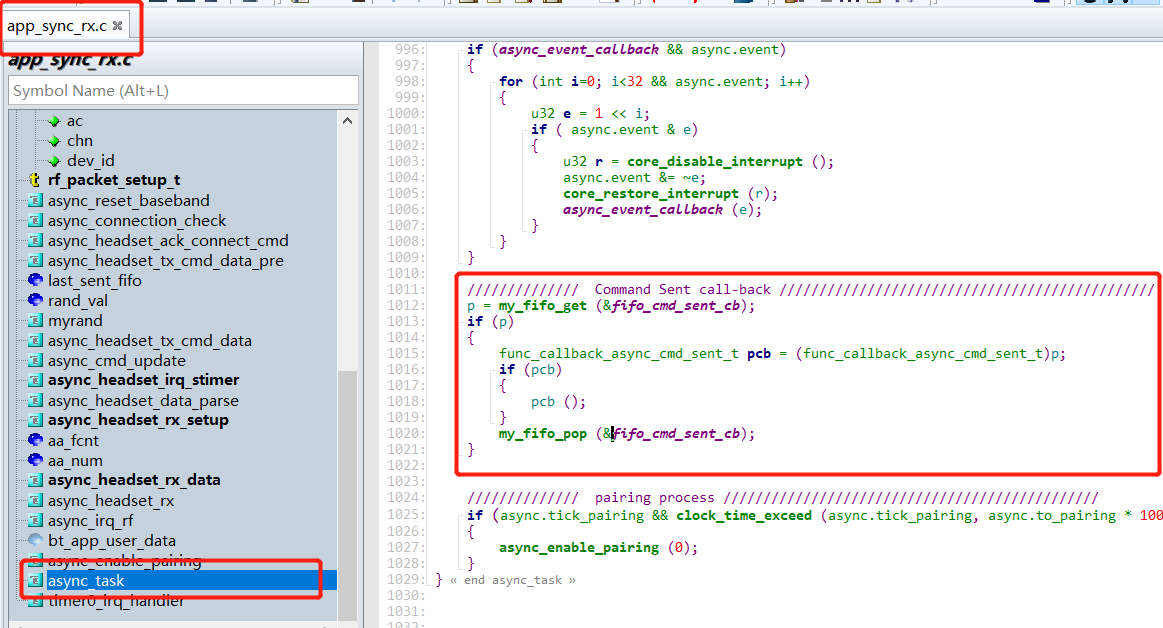 app_sync_rx.c
app_sync_rx.c
Symbol Name (Alt+L)
ac
chn
dev_id
rf_packet_setup_t
async_reset_baseband
async_connection_check
async_headset_ack_connect_cmd
async_headset_tx_cmd_data_pre
last_sent_fifo
rand_val
myrand
async_headset_tx_cmd_data
async_cmd_update
async_headset_irq_stimer
async_headset_data_parse
async_headset_rx_setup
aa_fcnt
aa_num
async_headset_rx_data
async_headset_rx
async_irq_rf
bt_app_user_data
async_enable_pairing
async_task
timer0_irq_handler
996: if (async_event_callback && async.event)
997: {
998: for (int i=0; i<32 && async.event; i++)
999: {
1000: u32 e = 1 << i;
1001: if ( async.event & e)
1002: {
1003: u32 r = core_disable_interrupt ();
1004: async.event &= ~e;
1005: core_restore_interrupt (r);
1006: async_event_callback (e);
1007: }
1008: }
1009: }
1010:
1011: ////////////// Command Sent call-back ///////////////////////////////////////////////
1012: p = my_fifo_get (&fifo_cmd_sent_cb);
1013: if (p)
1014: {
1015: func_callback_async_cmd_sent_t pcb = (func_callback_async_cmd_sent_t)p;
1016: if (pcb)
1017: {
1018: pcb ();
1019: }
1020: my_fifo_pop (&fifo_cmd_sent_cb);
1021: }
1022:
1023:
1024: ////////////// pairing process ///////////////////////////////////////////////
1025: if (async.tick_pairing && clock_time_exceed (async.tick_pairing, async.to_pairing * 100
1026: {
1027: async_enable_pairing (0);
1028: }
1029: } « end async_task »
1030:
1031:
1032: